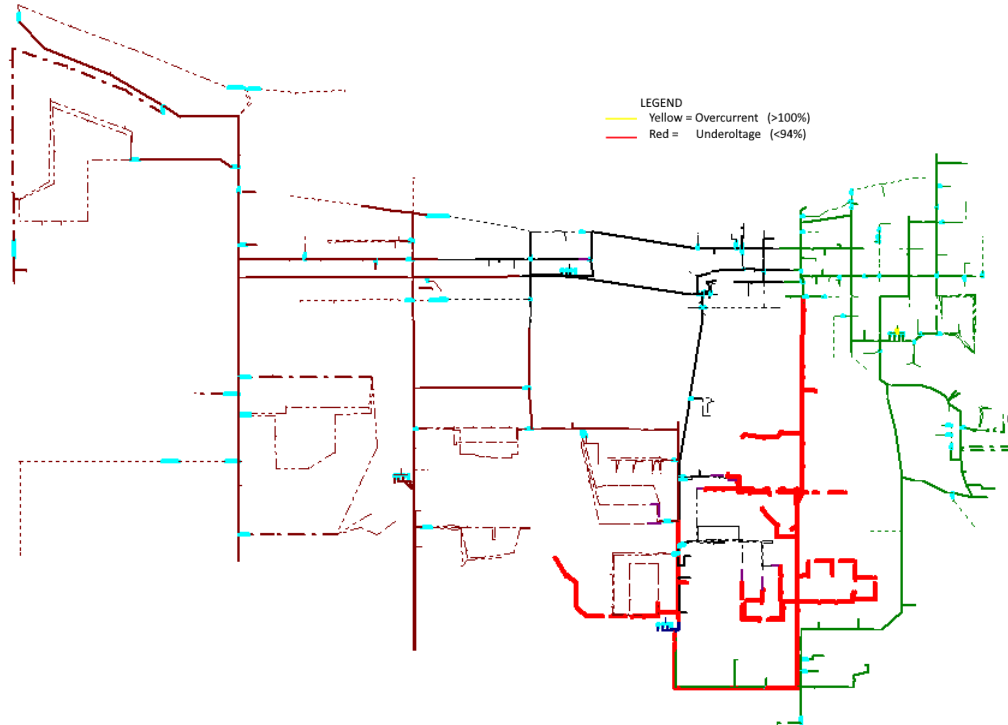 LEGEND
Yellow = Overcurrent (>100%)
Red = Underoltage (<94%)